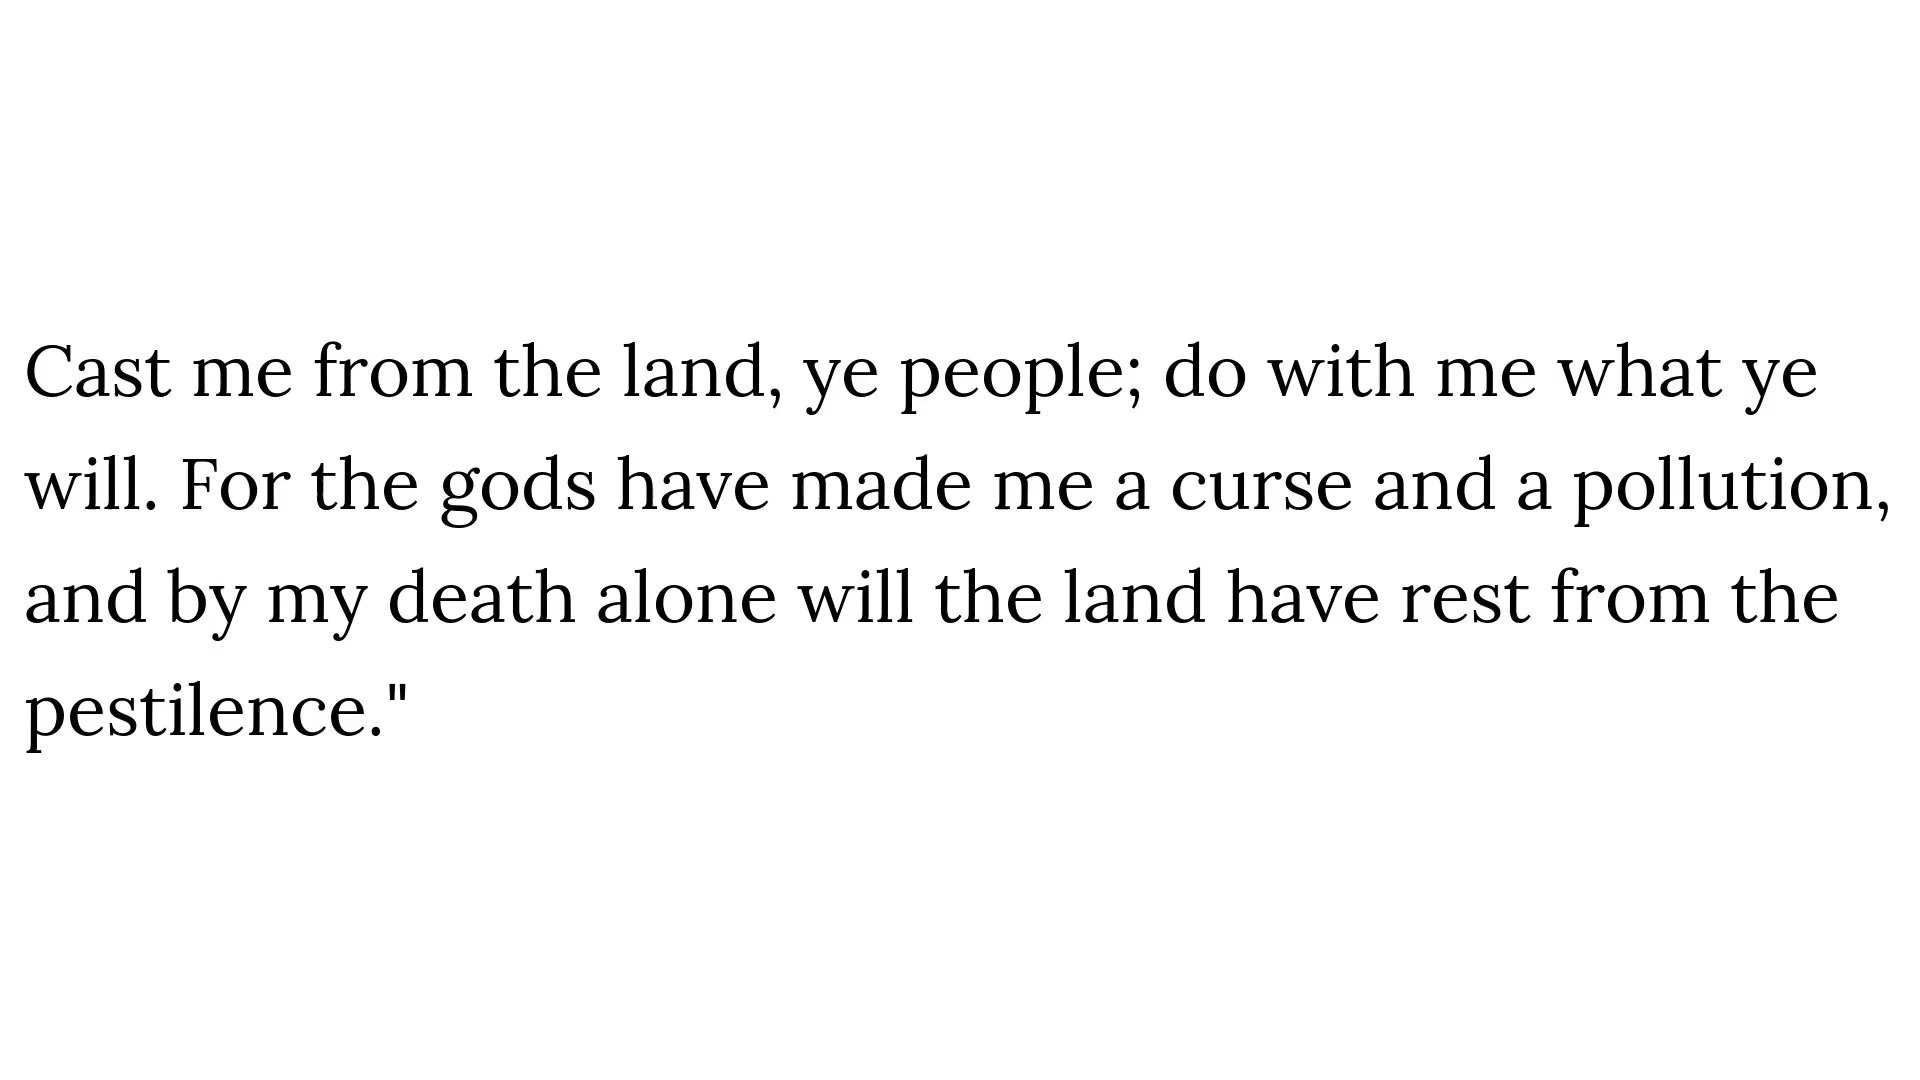 Cast me from the land, ye people; do with me what ye
will. For the gods have made me a curse and a pollution,
and by my death alone will the land have rest from the
pestilence."